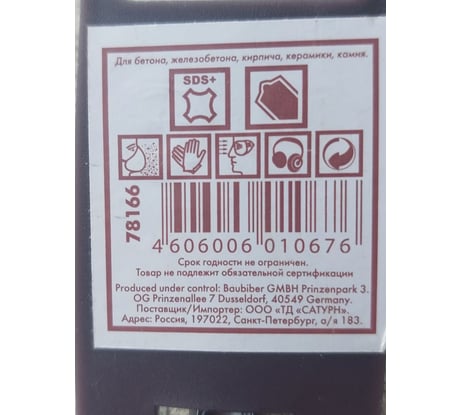 Для бетона, железобетона, кирпича, керамики, камня.
SDS+
78166
4 606006 010676
Срок годности не ограничен.
Товар не подлежит обязательной сертификации
Produced under control: Baubiber GMBH Prinzenpark 3.
OG Prinzenallee 7 Dusseldorf, 40549 Germany.
Поставщик/Импортер: ООО «ТД «САТУРН».
Адрес: Россия, 197022, Санкт-Петербург, а/я 183.